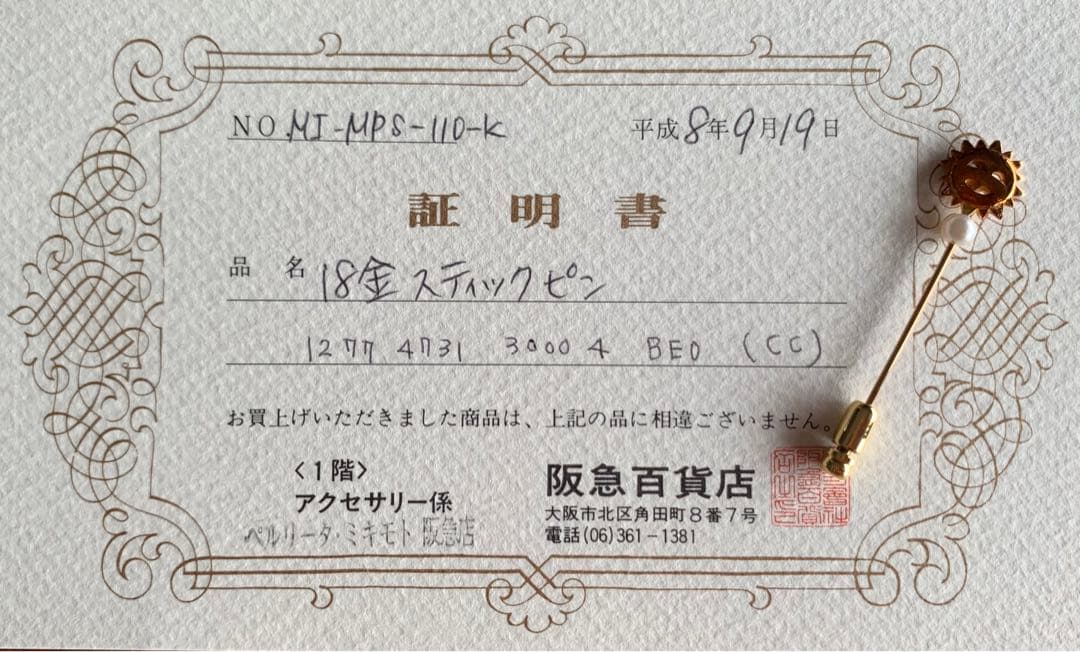 NO. MI-MPS-110-K 平成8年9月19日
証明書
品名 18金スティックピン
1277 4731 30004 BEO (CC)
お買上げいただきました商品は、上記の品に相違ございません。
〈1階〉
アクセサリー係
ペルリータ・ミキモト 阪急店
阪急百貨店
大阪市北区角田町8番7号
電話(06)361-1381